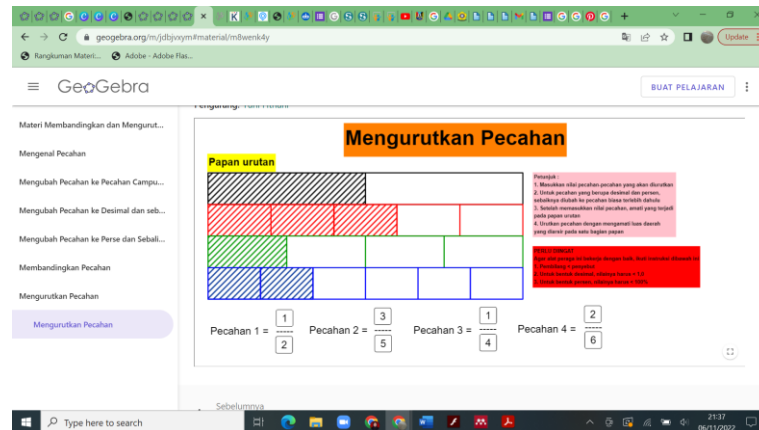 geogebra.org/m/jdbjvxym#material/m8wenk4y
Update
Rangkuman Materi:...
Adobe - Adobe Flas...
GeoGebra
BUAT PELAJARAN
Materi Membandingkan dan Mengurut...
Mengenal Pecahan
Mengubah Pecahan ke Pecahan Campu...
Mengubah Pecahan ke Desimal dan seb...
Mengubah Pecahan ke Perse dan Sebali...
Membandingkan Pecahan
Mengurutkan Pecahan
Mengurutkan Pecahan
Mengurutkan Pecahan
Papan urutan
Petunjuk :
1. Masukkan nilai pecahan-pecahan yang akan diurutkan
2. Untuk pecahan yang berupa desimal dan persen,
sebaiknya diubah ke pecahan biasa terlebih dahulu
3. Setelah memasukkan nilai pecahan, amati yang terjadi
pada papan urutan
4. Urutkan pecahan dengan mengamati luas daerah
yang diarsir pada satu bagian papan
PERLU DIINGAT
Pecahan 1 = 1 ----- 2
Pecahan 2 = 3 ----- 5
Pecahan 3 = 1 ----- 4
Pecahan 4 = 2 ----- 6
Sebelumnya
Type here to search
21:37
06/11/2022